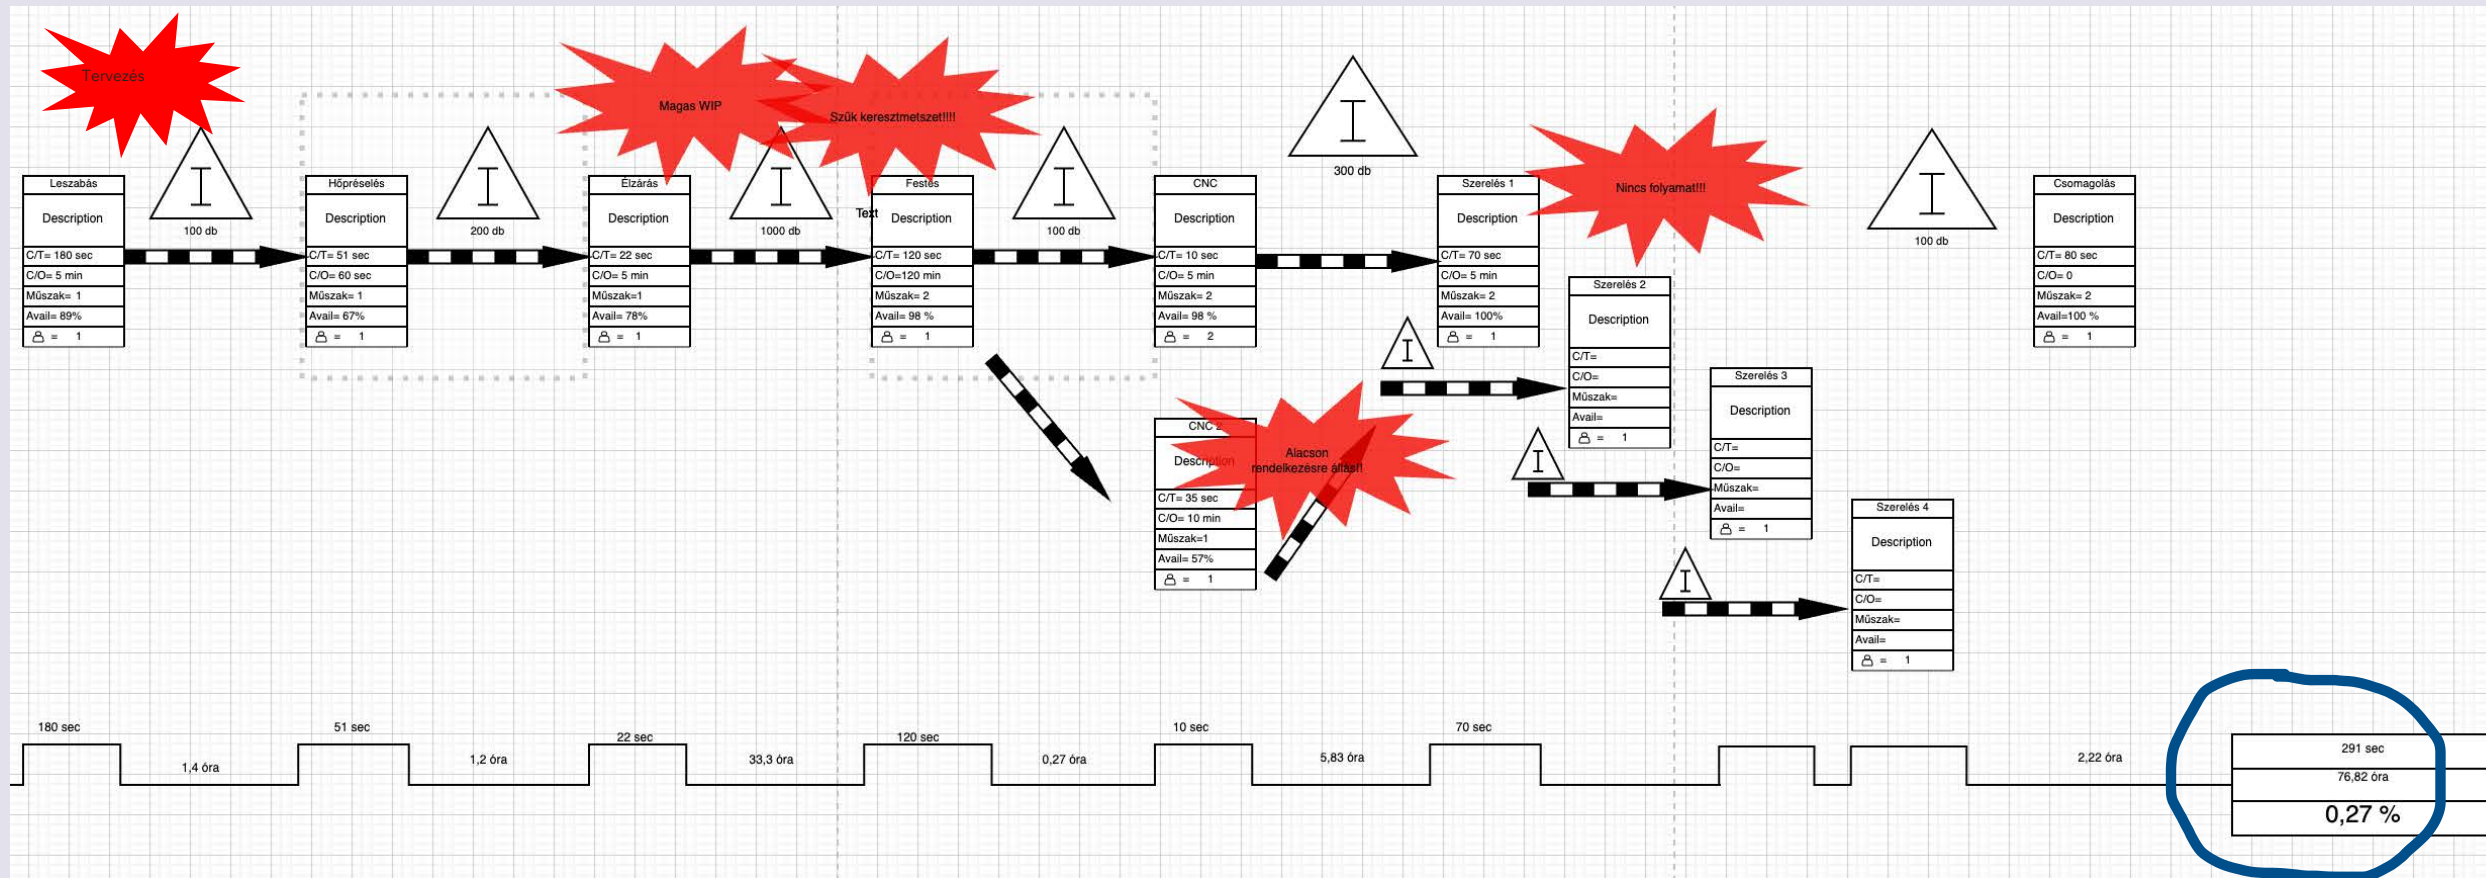 Tervezés
Magas WIP
Szűk keresztmetszet!!!!
Nincs folyamat!!!
Alacson
rendelkezésre állás!!
Leszabás
Description
C/T= 180 sec
C/O= 5 min
Műszak= 1
Avail= 89%
= 1
I
100 db
Hőpréselés
Description
C/T= 51 sec
C/O= 60 sec
Műszak= 1
Avail= 67%
= 1
I
200 db
Élzárás
Description
C/T= 22 sec
C/O= 5 min
Műszak=1
Avail= 78%
= 1
I
1000 db
Text
Festés
Description
C/T= 120 sec
C/O=120 min
Műszak= 2
Avail= 98 %
= 1
I
100 db
CNC
Description
C/T= 10 sec
C/O= 5 min
Műszak= 2
Avail= 98 %
= 2
CNC 2
Description
C/T= 35 sec
C/O= 10 min
Műszak=1
Avail= 57%
= 1
I
300 db
Szerelés 1
Description
C/T= 70 sec
C/O= 5 min
Műszak= 2
Avail= 100%
= 1
I
Szerelés 2
Description
C/T=
C/O=
Műszak=
Avail=
= 1
I
Szerelés 3
Description
C/T=
C/O=
Műszak=
Avail=
= 1
I
Szerelés 4
Description
C/T=
C/O=
Műszak=
Avail=
= 1
I
100 db
Csomagolás
Description
C/T= 80 sec
C/O= 0
Műszak= 2
Avail=100 %
= 1
180 sec
1,4 óra
51 sec
1,2 óra
22 sec
33,3 óra
120 sec
0,27 óra
10 sec
5,83 óra
70 sec
2,22 óra
291 sec
76,82 óra
0,27 %